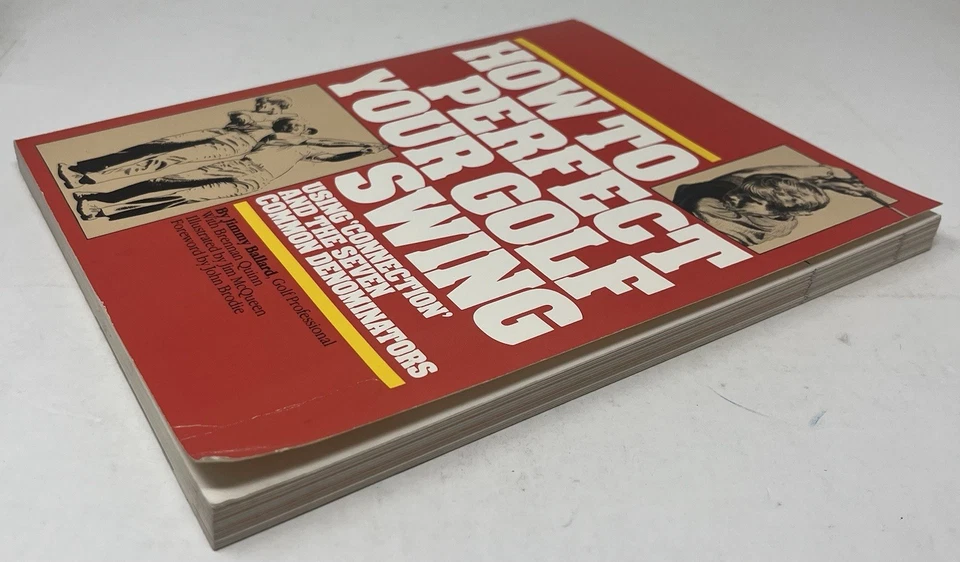 HOW TO
PERFECT
YOUR GOLF
SWING
USING 'CONNECTION'
AND THE SEVEN
COMMON DENOMINATORS
By Jimmy Ballard, Golf Professional
With Brennan Quinn
Illustrated by Jim McQueen
Foreword by John Brodie